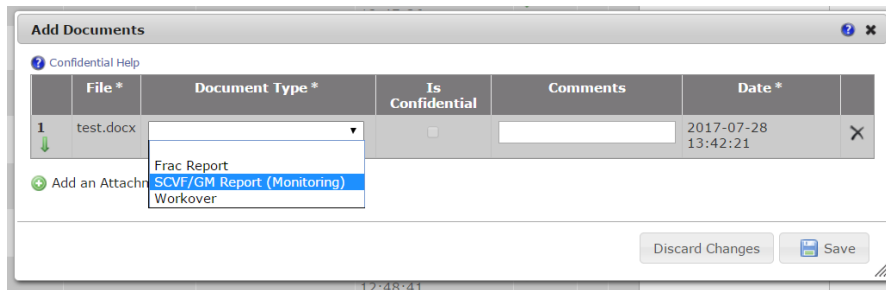 Add Documents
Confidential Help
File * Document Type * Is Confidential Comments Date *
1 test.docx 2017-07-28 13:42:21
Frac Report
SCVF/GM Report (Monitoring)
Workover
Add an Attachm
Discard Changes Save
12:48:41